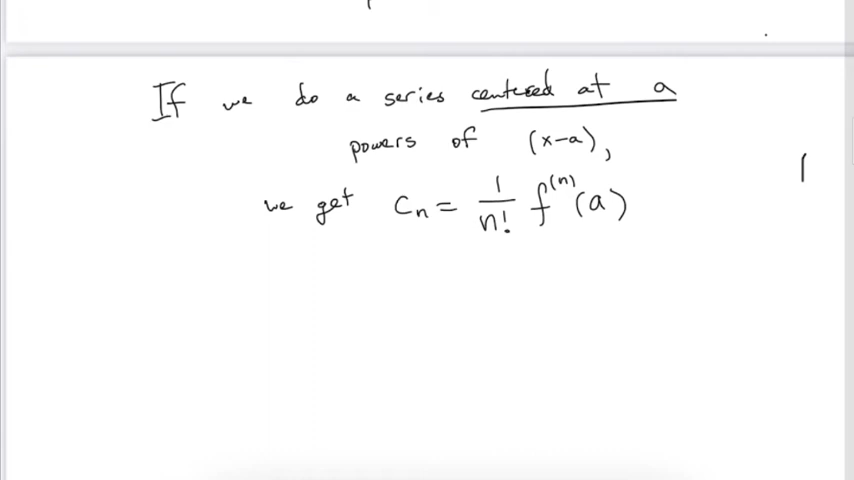 If we do a series centered at a
powers of (x-a),
we get Cₙ = 1/n! f⁽ⁿ⁾(a)